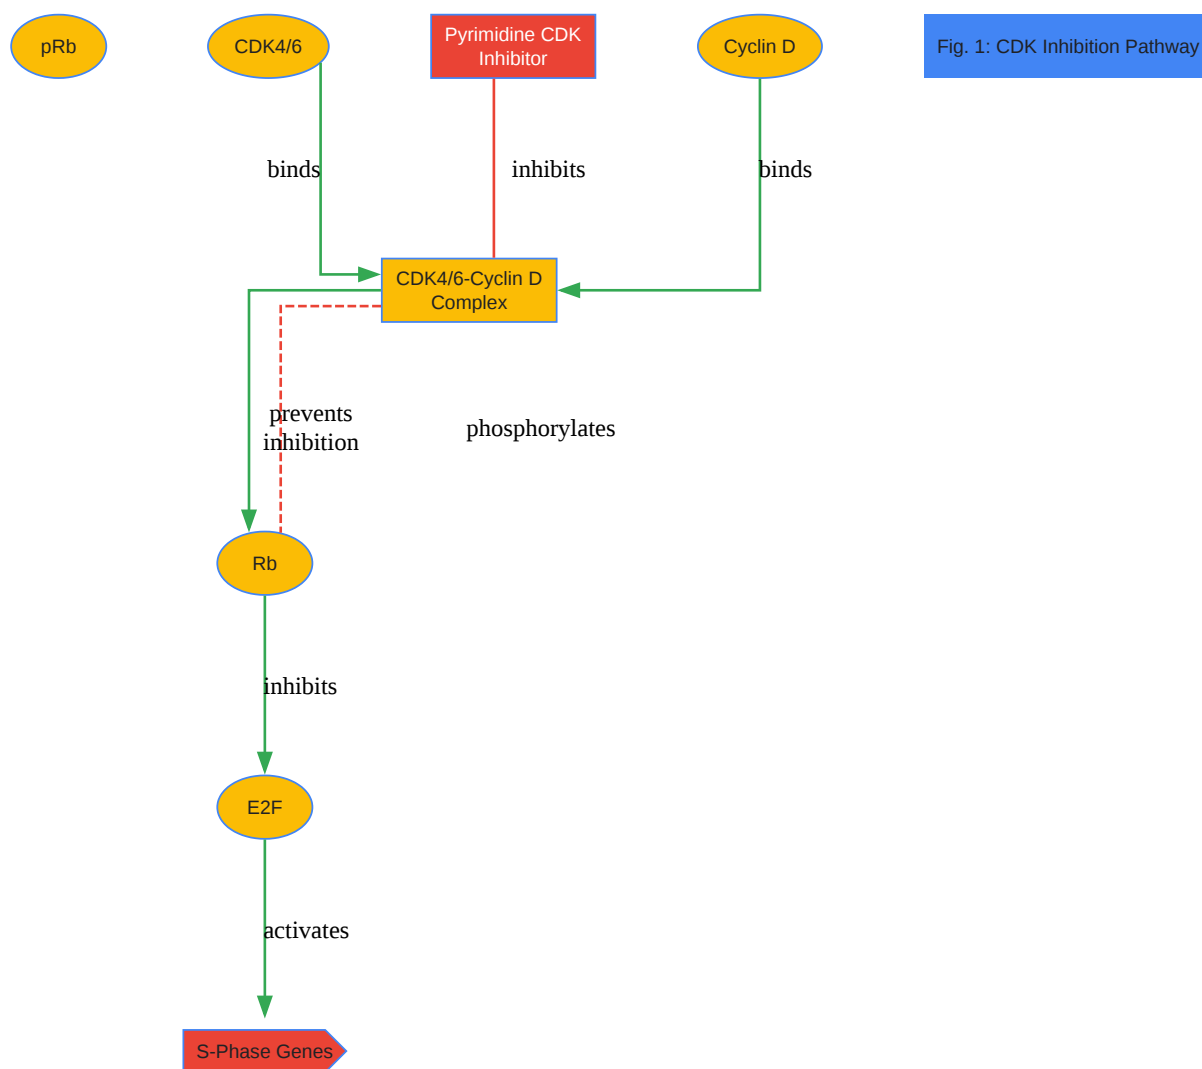 pRb
CDK4/6
Pyrimidine CDK
Inhibitor
Cyclin D
Fig. 1: CDK Inhibition Pathway
binds
inhibits
binds
CDK4/6-Cyclin D
Complex
prevents
inhibition
phosphorylates
Rb
inhibits
E2F
activates
S-Phase Genes